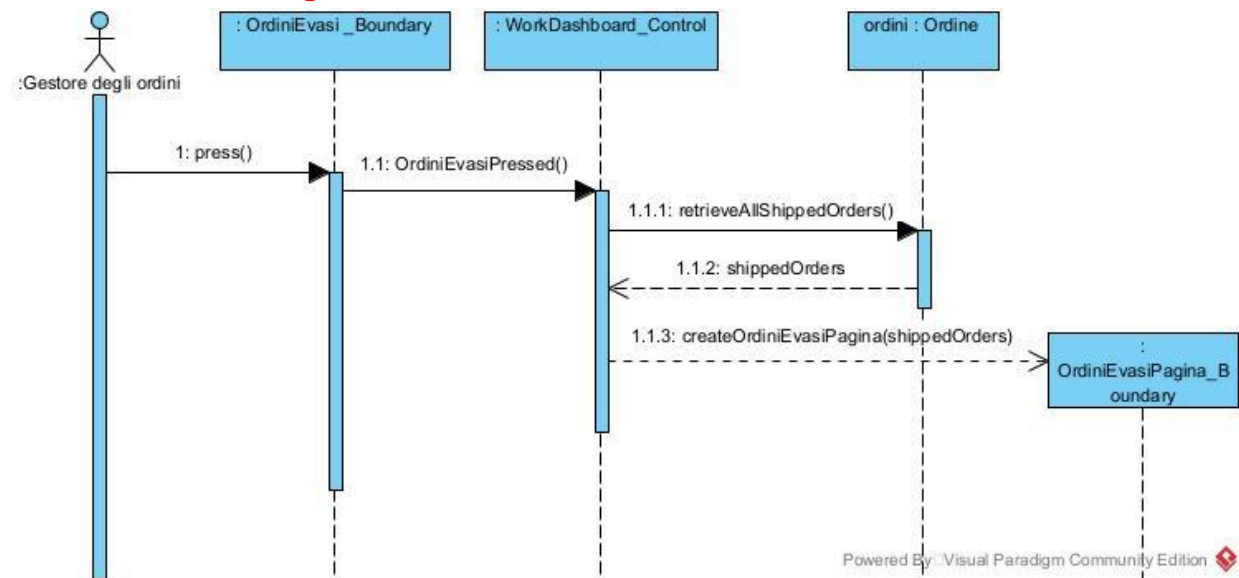 : OrdiniEvasi _Boundary
: WorkDashboard_Control
ordini : Ordine
:Gestore degli ordini
1: press()
1.1: OrdiniEvasiPressed()
1.1.1: retrieveAllShippedOrders()
1.1.2: shippedOrders
1.1.3: createOrdiniEvasiPagina(shippedOrders)
:
OrdiniEvasiPagina_B
oundary
Powered By Visual Paradigm Community Edition